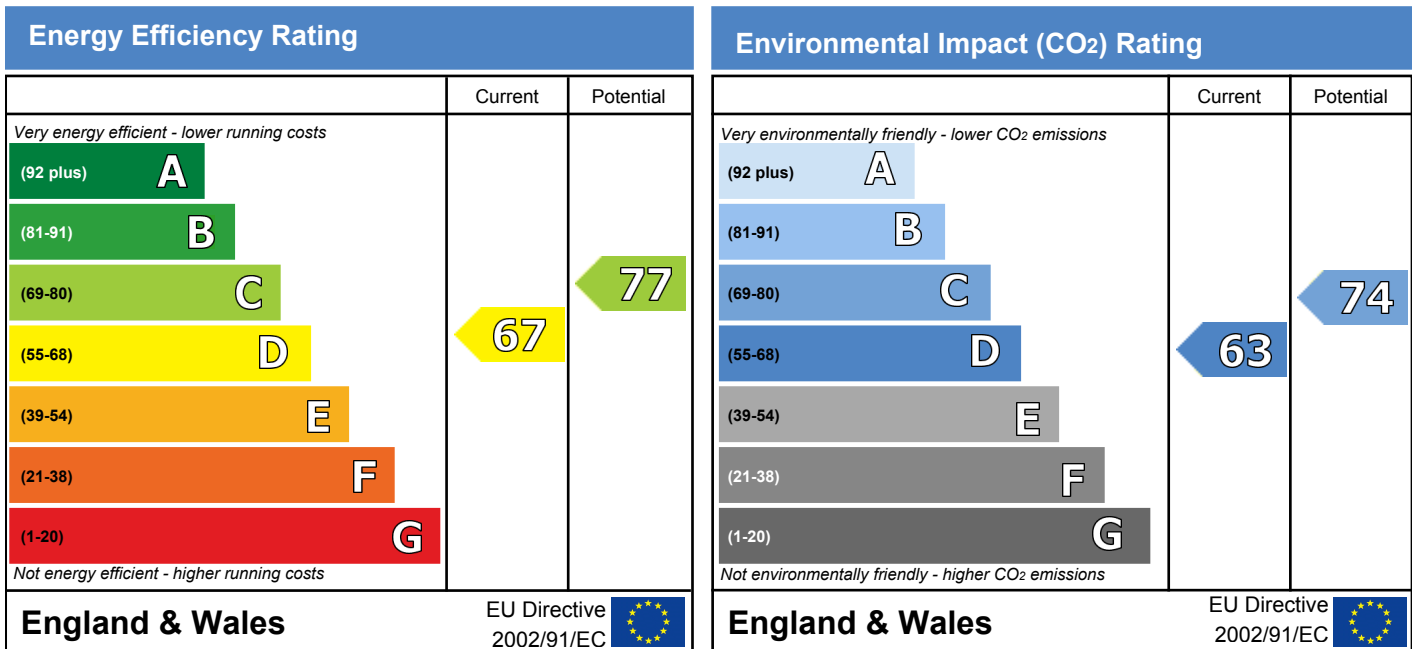 Energy Efficiency Rating
Current Potential
Very energy efficient - lower running costs
(92 plus) A
(81-91) B
(69-80) C
77
(55-68) D
67
(39-54) E
(21-38) F
(1-20) G
Not energy efficient - higher running costs
England & Wales
EU Directive
2002/91/EC
Environmental Impact (CO2) Rating
Current Potential
Very environmentally friendly - lower CO2 emissions
(92 plus) A
(81-91) B
(69-80) C
74
(55-68) D
63
(39-54) E
(21-38) F
(1-20) G
Not environmentally friendly - higher CO2 emissions
England & Wales
EU Directive
2002/91/EC